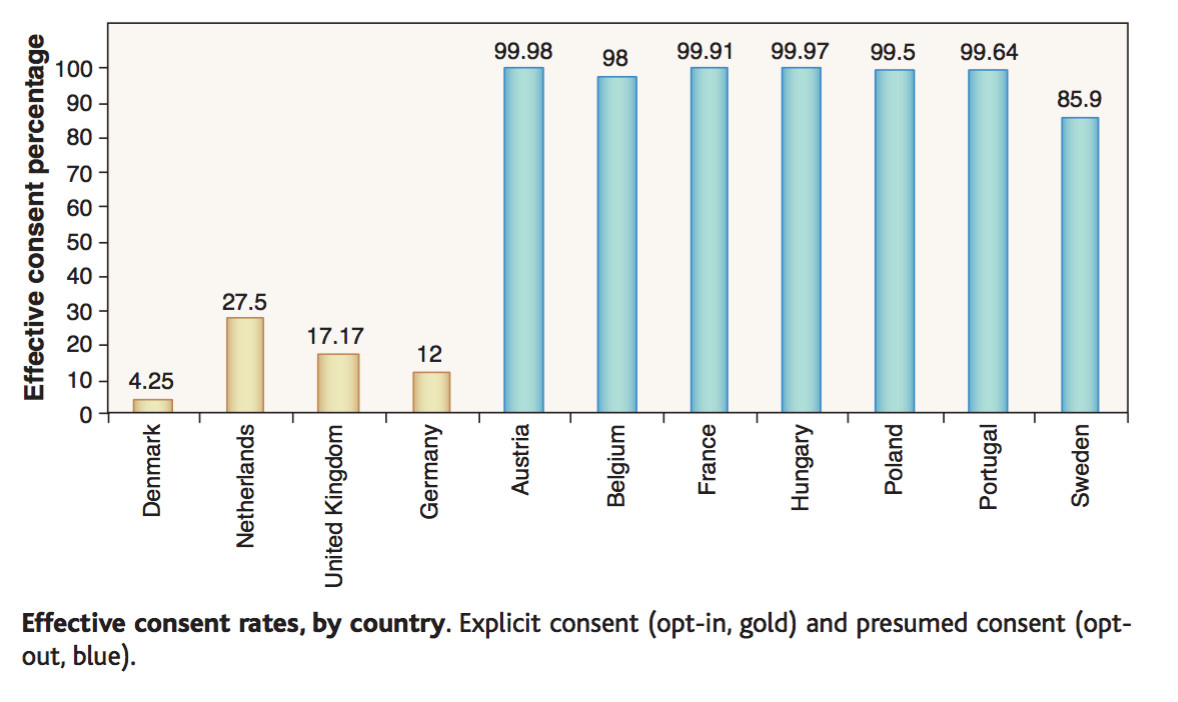 Effective consent percentage
100
90
80
70
60
50
40
30
20
10
0
4.25
27.5
17.17
12
99.98
98
99.91
99.97
99.5
99.64
85.9
Denmark
Netherlands
United Kingdom
Germany
Austria
Belgium
France
Hungary
Poland
Portugal
Sweden
Effective consent rates, by country. Explicit consent (opt-in, gold) and presumed consent (opt-
out, blue).